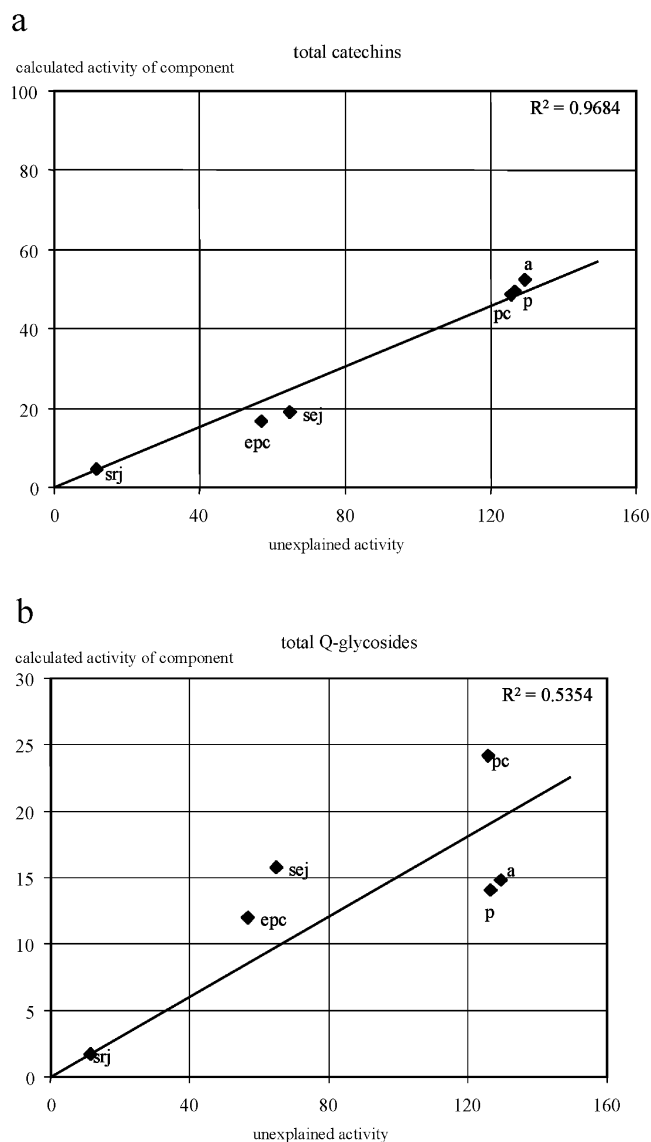 a
total catechins
calculated activity of component
100
R² = 0.9684
80
60
a
p
pc
40
20
sej
epc
srj
0
0 40 80 120 160
unexplained activity
b
total Q-glycosides
calculated activity of component
30
R² = 0.5354
25
pc
20
sej
15
a
p
epc
10
5
srj
0
0 40 80 120 160
unexplained activity